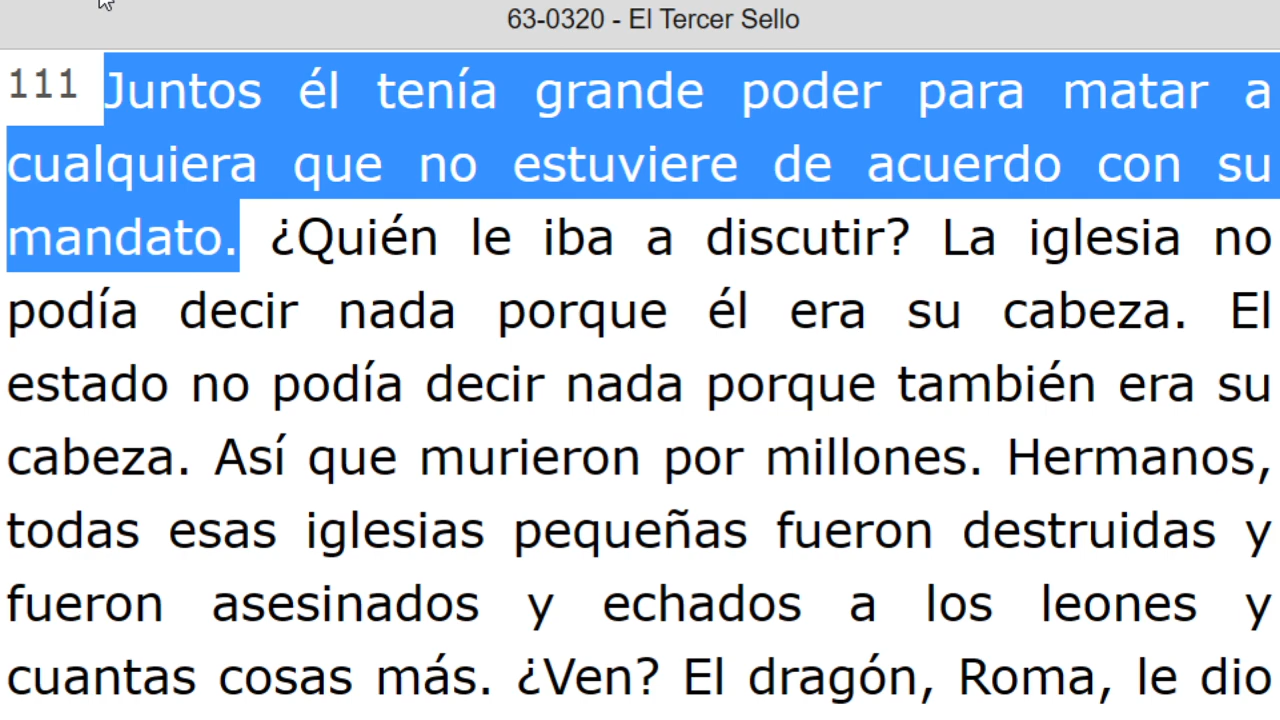 63-0320 - El Tercer Sello
111 Juntos él tenía grande poder para matar a
cualquiera que no estuviere de acuerdo con su
mandato. ¿Quién le iba a discutir? La iglesia no
podía decir nada porque él era su cabeza. El
estado no podía decir nada porque también era su
cabeza. Así que murieron por millones. Hermanos,
todas esas iglesias pequeñas fueron destruidas y
fueron asesinados y echados a los leones y
cuantas cosas más. ¿Ven? El dragón, Roma, le dio